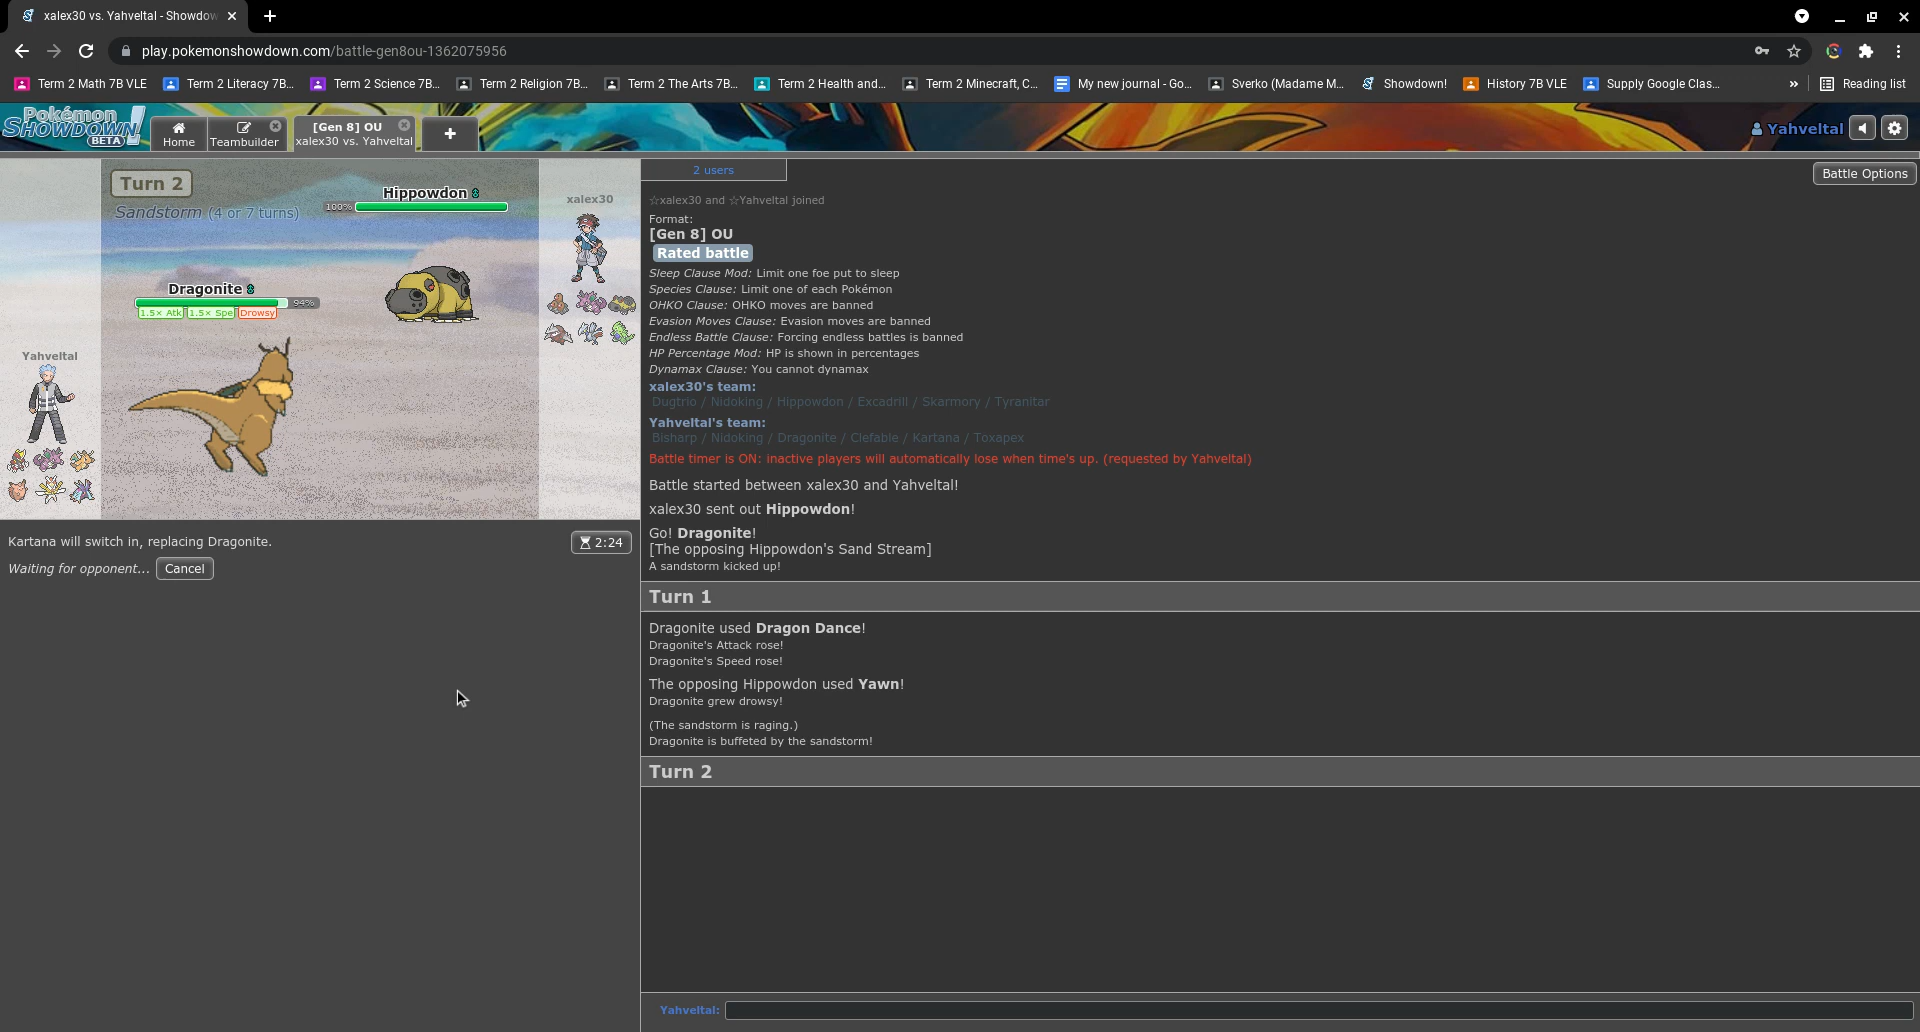 xalex30 vs. Yahveltal - Showdow
play.pokemonshowdown.com/battle-gen8ou-1362075956
Term 2 Math 7B VLE
Term 2 Literacy 7B...
Term 2 Science 7B...
Term 2 Religion 7B...
Term 2 The Arts 7B...
Term 2 Health and...
Term 2 Minecraft, C...
My new journal - Go...
Sverko (Madame M...
Showdown!
History 7B VLE
Supply Google Clas...
»
Reading list
Pokémon
SHOWDOWN!
BETA
Home
Teambuilder
[Gen 8] OU
xalex30 vs. Yahveltal
Yahveltal
Turn 2
Sandstorm (4 or 7 turns)
Hippowdon
100%
xalex30
Dragonite
94%
1.5× Atk
1.5× Spe
Drowsy
Yahveltal
Kartana will switch in, replacing Dragonite.
2:24
Waiting for opponent...
Cancel
2 users
Battle Options
☆xalex30 and ☆Yahveltal joined
Format:
[Gen 8] OU
Rated battle
Sleep Clause Mod: Limit one foe put to sleep
Species Clause: Limit one of each Pokémon
OHKO Clause: OHKO moves are banned
Evasion Moves Clause: Evasion moves are banned
Endless Battle Clause: Forcing endless battles is banned
HP Percentage Mod: HP is shown in percentages
Dynamax Clause: You cannot dynamax
xalex30's team:
Dugtrio / Nidoking / Hippowdon / Excadrill / Skarmory / Tyranitar
Yahveltal's team:
Bisharp / Nidoking / Dragonite / Clefable / Kartana / Toxapex
Battle timer is ON: inactive players will automatically lose when time's up. (requested by Yahveltal)
Battle started between xalex30 and Yahveltal!
xalex30 sent out Hippowdon!
Go! Dragonite!
[The opposing Hippowdon's Sand Stream]
A sandstorm kicked up!
Turn 1
Dragonite used Dragon Dance!
Dragonite's Attack rose!
Dragonite's Speed rose!
The opposing Hippowdon used Yawn!
Dragonite grew drowsy!
(The sandstorm is raging.)
Dragonite is buffeted by the sandstorm!
Turn 2
Yahveltal: